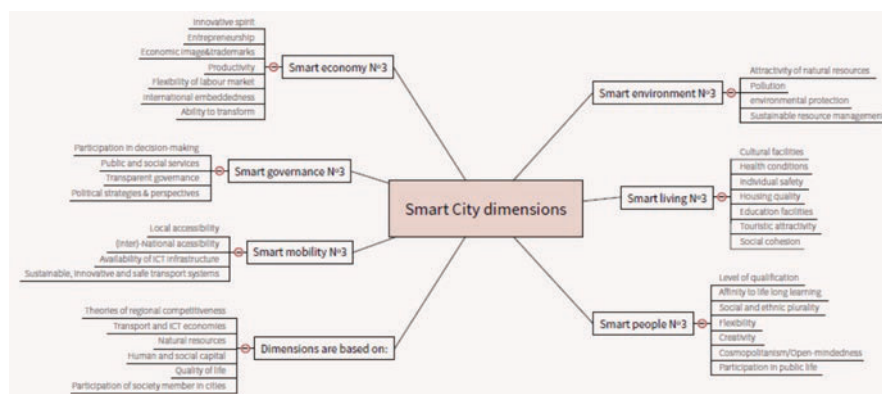 Innovative spirit
Entrepreneurship
Economic image&trademarks
Productivity
Flexibility of labour market
International embeddedness
Ability to transform
Smart economy Nº3
Participation in decision-making
Public and social services
Transparent governance
Political strategies & perspectives
Smart governance Nº3
Local accessibility
(Inter)-National acessibility
Availability of ICT infrastructure
Sustainable, innovative and safe transport systems
Smart mobility Nº3
Theories of regional competitiveness
Transport and ICT economies
Natural resources
Human and social capital
Quality of life
Participation of society member in cities
Dimensions are based on:
Smart City dimensions
Smart environment Nº3
Attractivity of natural resources
Pollution
environmental protection
Sustainable resource management
Smart living Nº3
Cultural facilities
Health conditions
Individual safety
Housing quality
Education facilities
Touristic attractivity
Social cohesion
Smart people Nº3
Level of qualification
Affinity to life long learning
Social and ethnic plurality
Flexibility
Creativity
Cosmopolitanism/Open-mindedness
Participation in public life